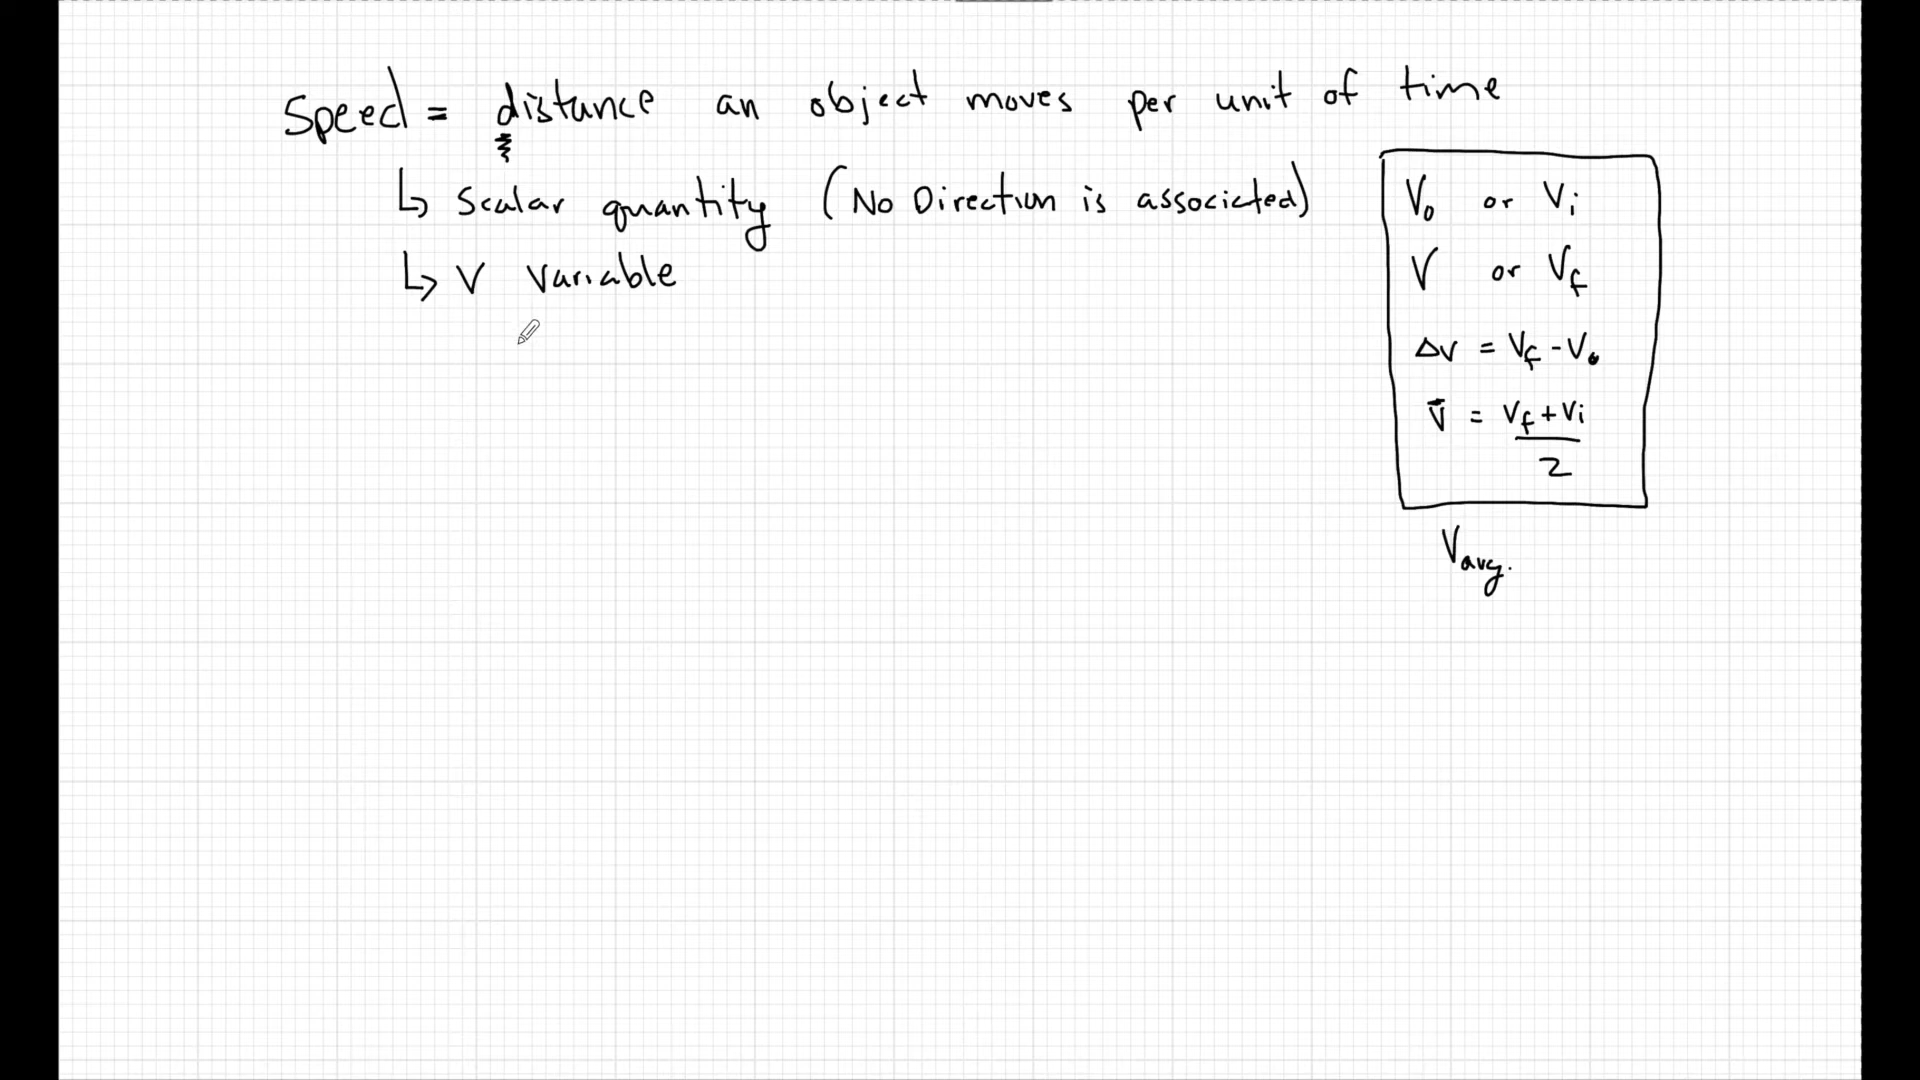 Speed = distance an object moves per unit of time
↳ Scalar quantity (No Direction is associated)
↳ V variable
V₀ or Vᵢ
V or V_f
ΔV = V_f - V₀
V̄ = V_f + Vᵢ / 2
V_avg.